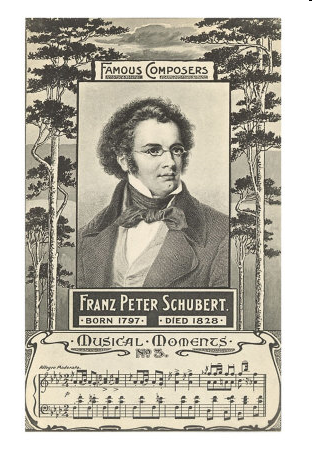 FAMOUS COMPOSERS
FRANZ PETER SCHUBERT.
· BORN 1797 · · DIED 1828 ·
· MUSICAL MOMENTS ·
No 3.
Allegro Moderato.